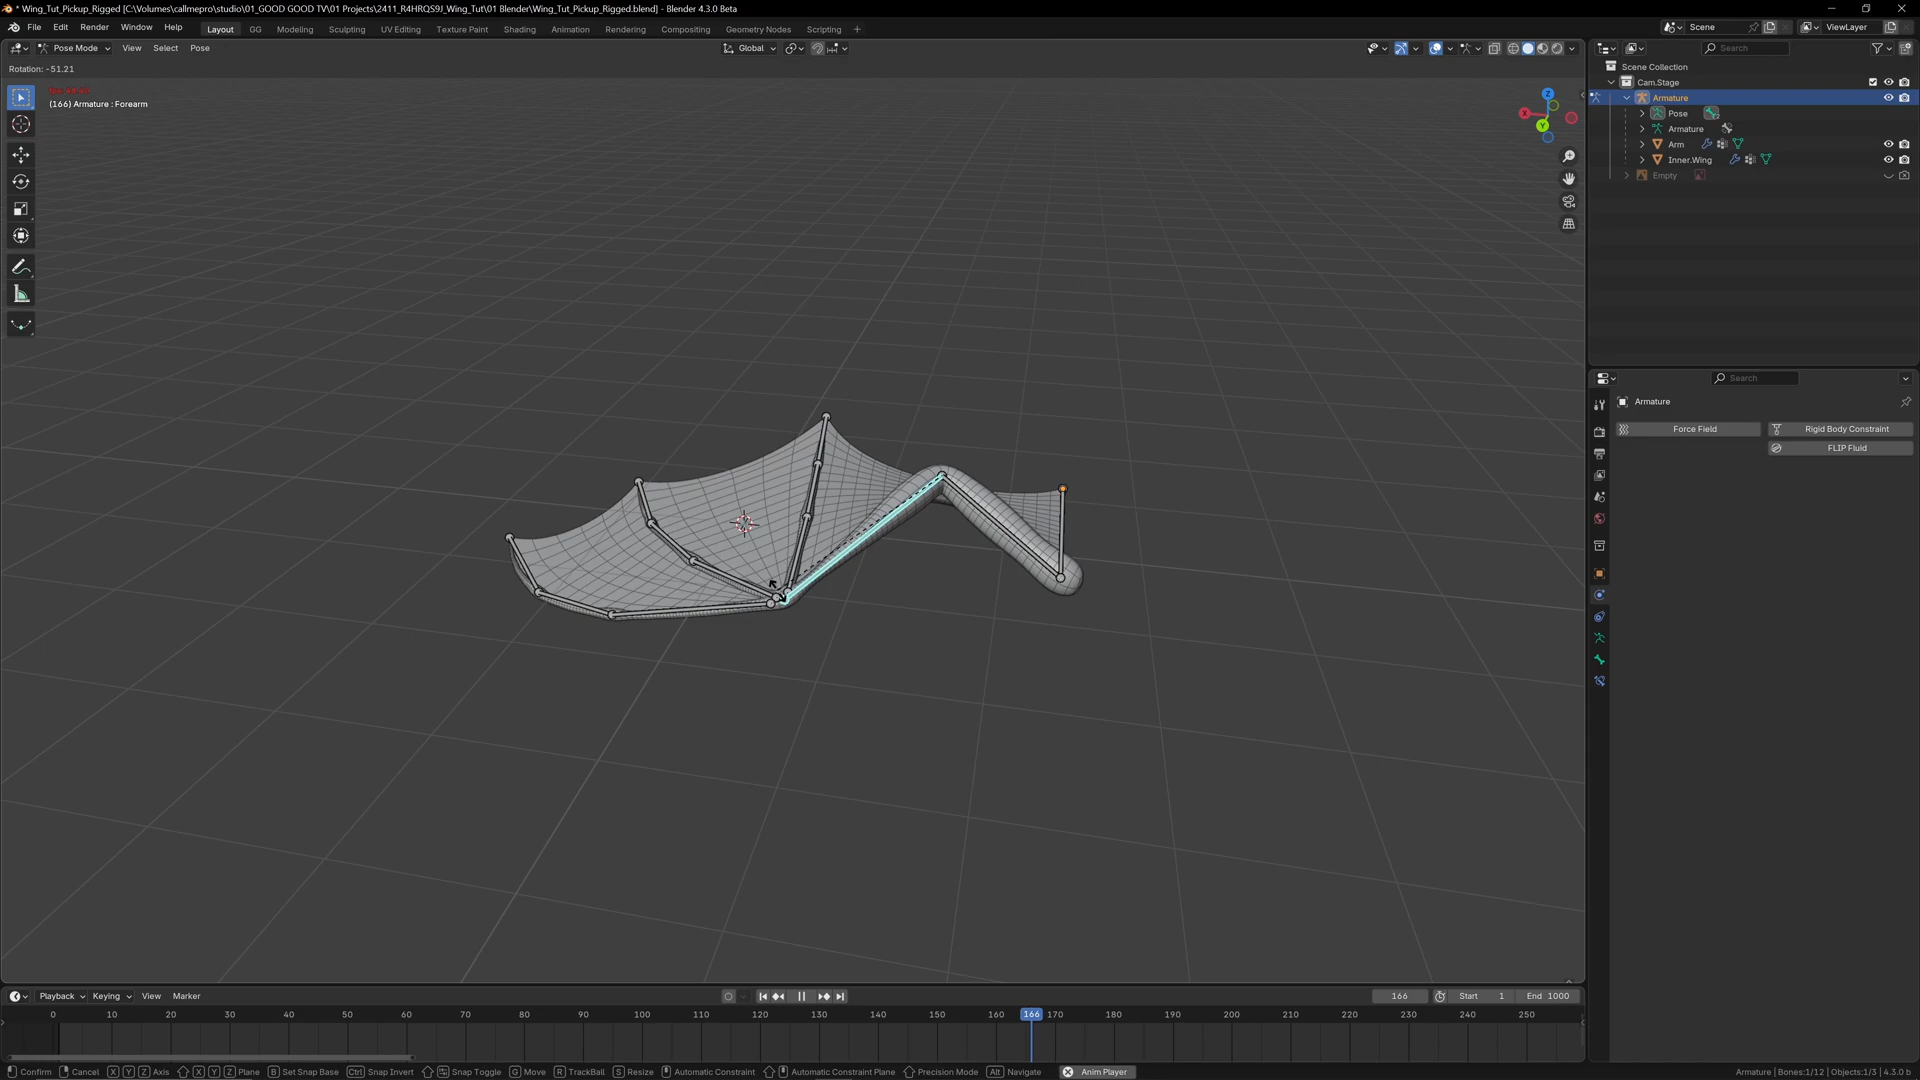 * Wing_Tut_Pickup_Rigged [C:\Volumes\callmepro\studio\01_GOOD GOOD TV\01 Projects\2411_R4HRQS9J_Wing_Tut\01 Blender\Wing_Tut_Pickup_Rigged.blend] - Blender 4.3.0 Beta
File Edit Render Window Help Layout GG Modeling Sculpting UV Editing Texture Paint Shading Animation Rendering Compositing Geometry Nodes Scripting + Scene ViewLayer
Pose Mode View Select Pose Global Search
Rotation: -51.21
(166) Armature : Forearm
Z
X
Y
Scene Collection
Cam.Stage
Armature
Pose
Armature
Arm
Inner.Wing
Empty
Search
Armature
Force Field Rigid Body Constraint
FLIP Fluid
Playback Keying View Marker 166 Start 1 End 1000
0 10 20 30 40 50 60 70 80 90 100 110 120 130 140 150 160 166 170 180 190 200 210 220 230 240 250
Confirm Cancel X Y Z Axis X Y Z Plane B Set Snap Base Ctrl Snap Invert Snap Toggle G Move R TrackBall S Resize Automatic Constraint Automatic Constraint Plane Precision Mode Alt Navigate Anim Player Armature | Bones:1/12 | Objects:1/3 | 4.3.0 b